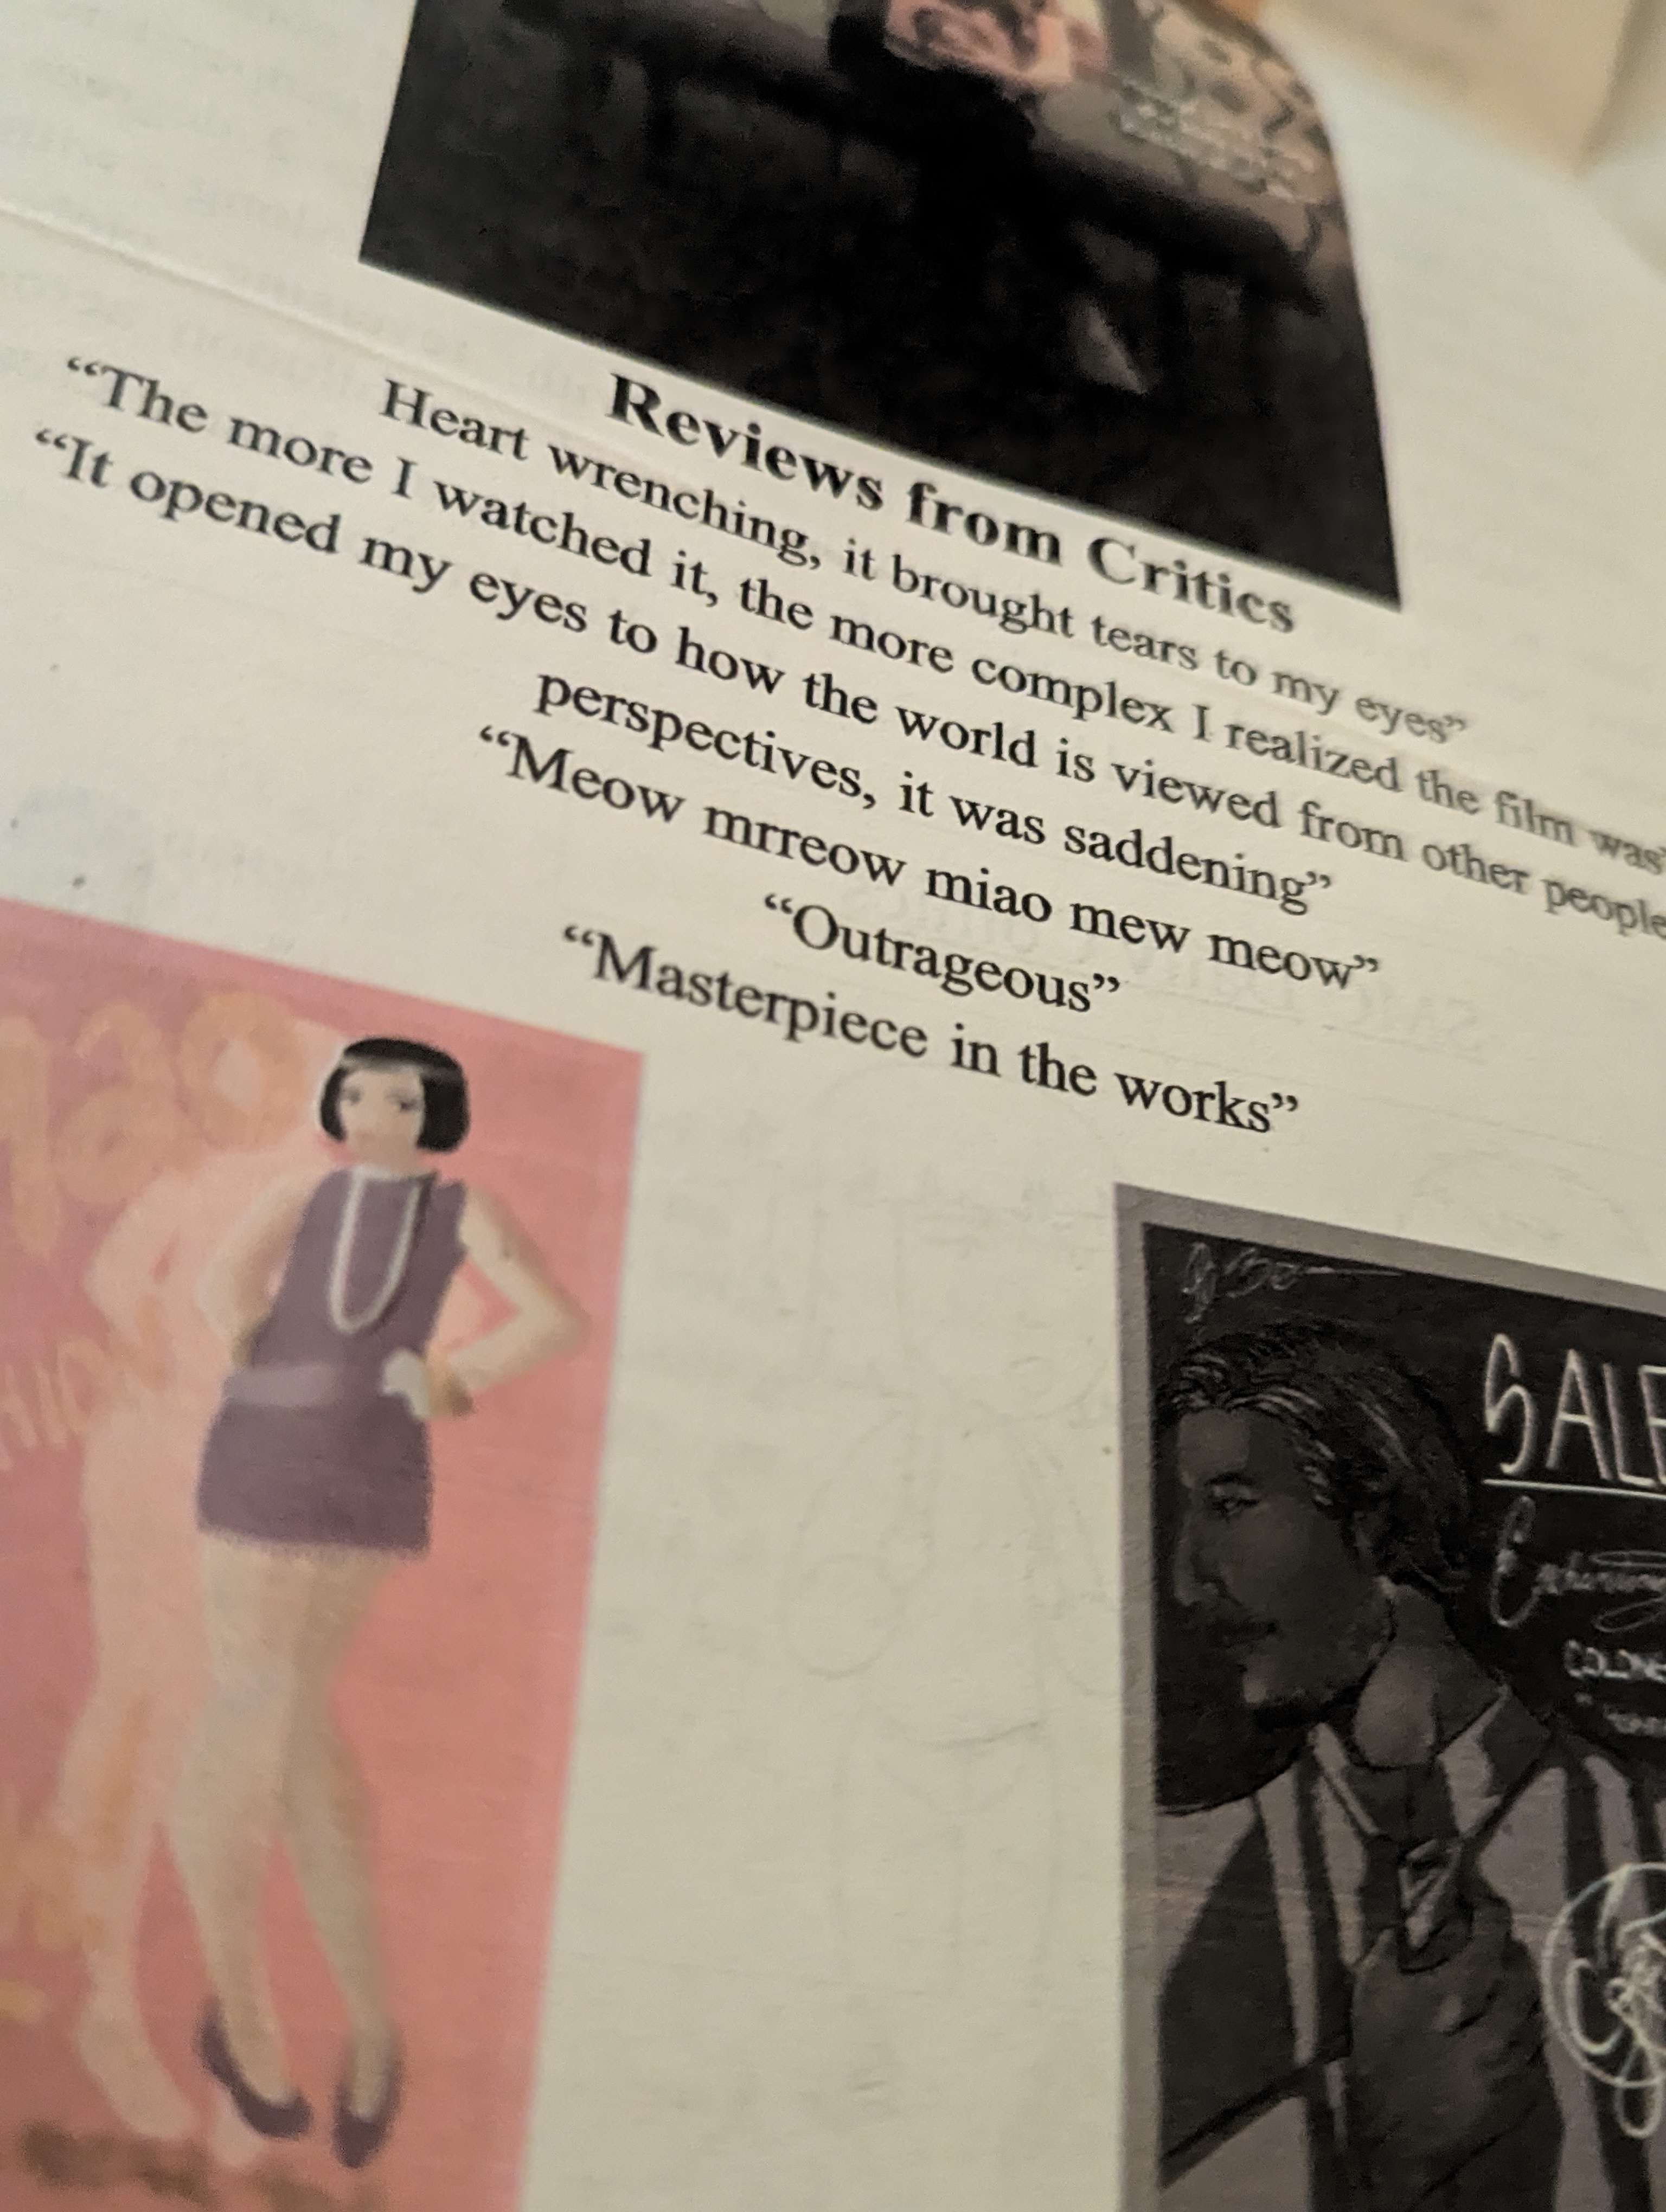 Reviews from Critics
Heart wrenching, it brought tears to my eyes”
“The more I watched it, the more complex I realized the film was”
“It opened my eyes to how the world is viewed from other people
perspectives, it was saddening”
“Meow mrreow miao mew meow”
“Outrageous”
“Masterpiece in the works”
SALE